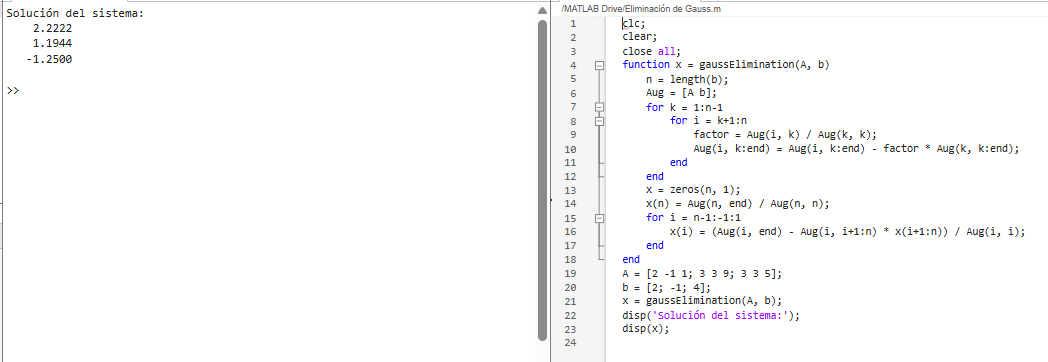 Solución del sistema:
2.2222
1.1944
-1.2500
>>
/MATLAB Drive/Eliminación de Gauss.m
1 clc;
2 clear;
3 close all;
4 function x = gaussElimination(A, b)
5 n = length(b);
6 Aug = [A b];
7 for k = 1:n-1
8 for i = k+1:n
9 factor = Aug(i, k) / Aug(k, k);
10 Aug(i, k:end) = Aug(i, k:end) - factor * Aug(k, k:end);
11 end
12 end
13 x = zeros(n, 1);
14 x(n) = Aug(n, end) / Aug(n, n);
15 for i = n-1:-1:1
16 x(i) = (Aug(i, end) - Aug(i, i+1:n) * x(i+1:n)) / Aug(i, i);
17 end
18 end
19 A = [2 -1 1; 3 3 9; 3 3 5];
20 b = [2; -1; 4];
21 x = gaussElimination(A, b);
22 disp('Solución del sistema:');
23 disp(x);
24